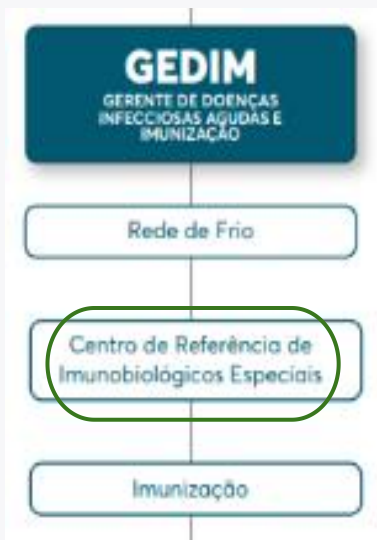 GEDIM
GERENTE DE DOENÇAS
INFECCIOSAS AGUDAS E
IMUNIZAÇÃO
Rede de Frio
Centro de Referência de
Imunobiológicos Especiais
Imunização